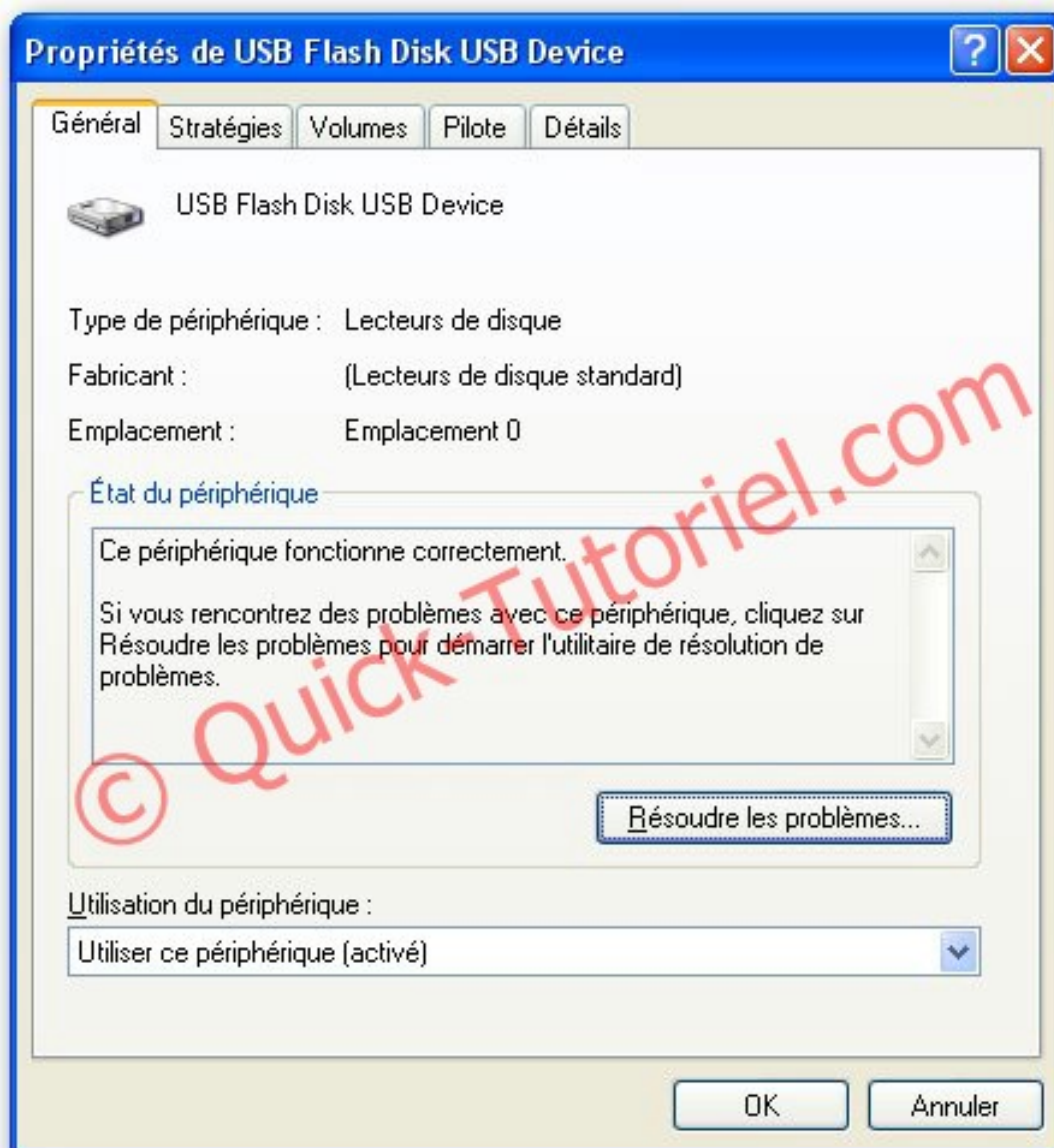 Propriétés de USB Flash Disk USB Device
Général Stratégies Volumes Pilote Détails
USB Flash Disk USB Device
Type de périphérique : Lecteurs de disque
Fabricant : (Lecteurs de disque standard)
Emplacement : Emplacement 0
État du périphérique
Ce périphérique fonctionne correctement.
Si vous rencontrez des problèmes avec ce périphérique, cliquez sur
Résoudre les problèmes pour démarrer l'utilitaire de résolution de
problèmes.
© Quick-Tutoriel.com
Résoudre les problèmes...
Utilisation du périphérique :
Utiliser ce périphérique (activé)
OK Annuler